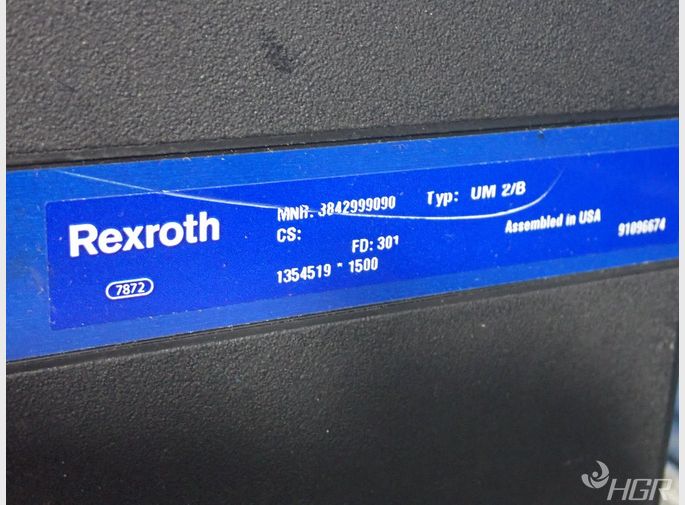 Rexroth
7872
MNR: 3842999090 Typ: UM 2/B
CS:
FD: 301
1354519 * 1500
Assembled in USA
91096674
HGR